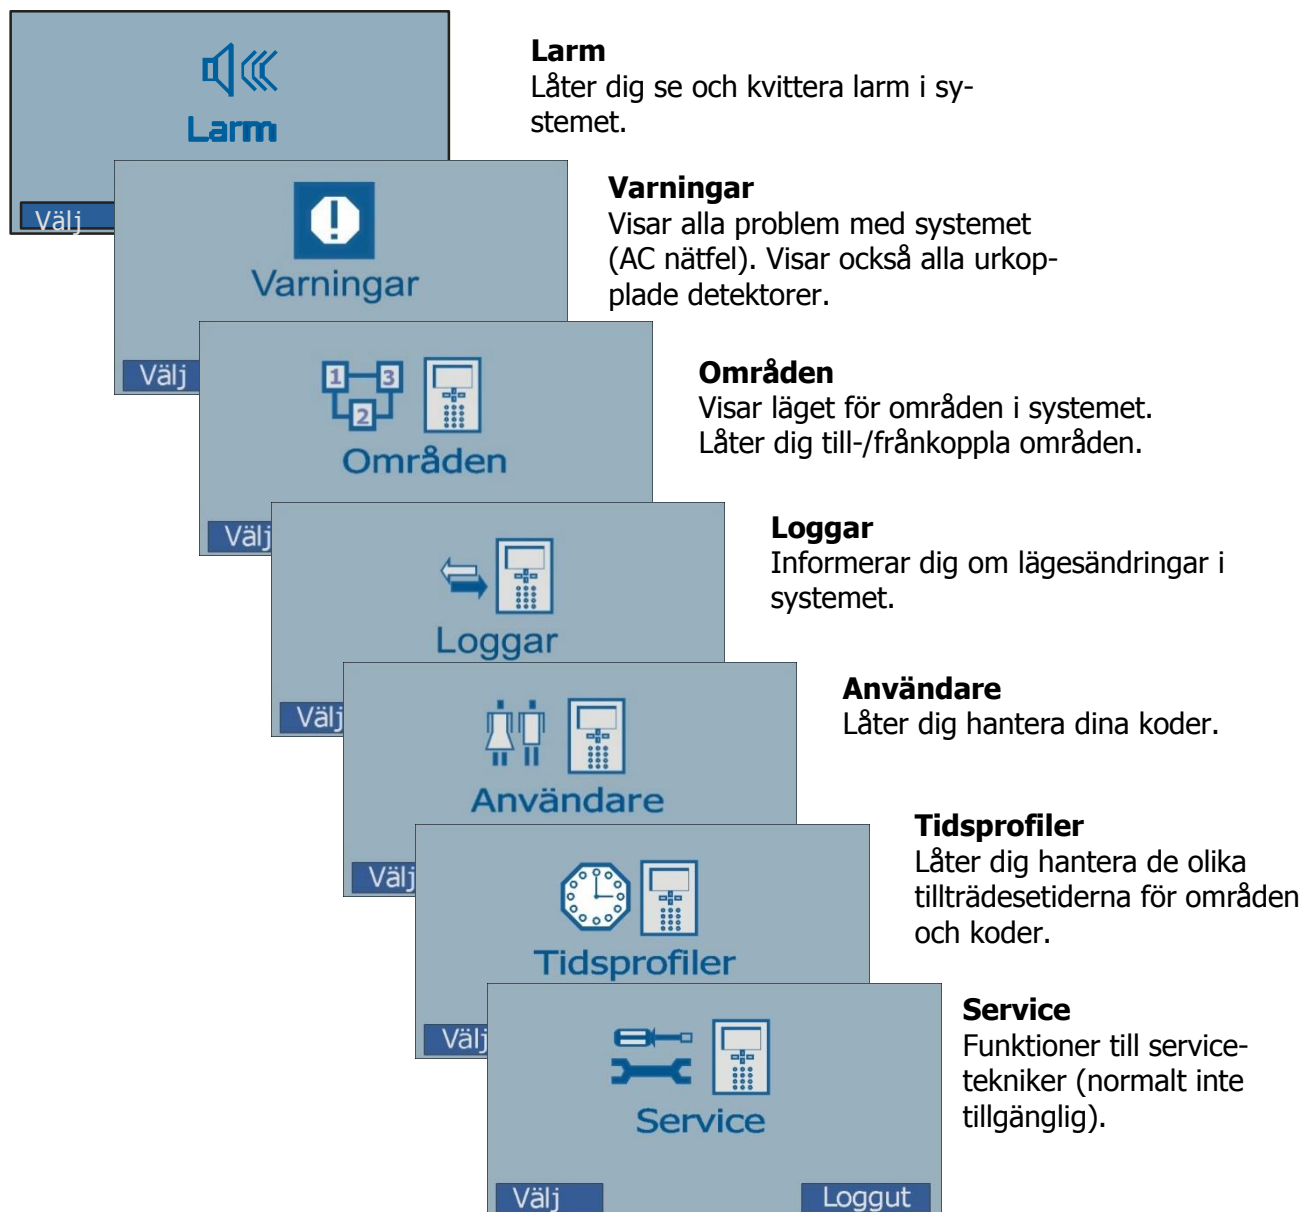 Larm
Välj
Larm
Låter dig se och kvittera larm i sy-
stemet.
Varningar
Välj
Varningar
Visar alla problem med systemet
(AC nätfel). Visar också alla urkop-
plade detektorer.
1 3
2
Områden
Välj
Områden
Visar läget för områden i systemet.
Låter dig till-/frånkoppla områden.
Loggar
Välj
Loggar
Informerar dig om lägesändringar i
systemet.
Användare
Välj
Användare
Låter dig hantera dina koder.
Tidsprofiler
Välj
Tidsprofiler
Låter dig hantera de olika
tillträdesetiderna för områden
och koder.
Service
Välj Loggut
Service
Funktioner till service-
tekniker (normalt inte
tillgänglig).